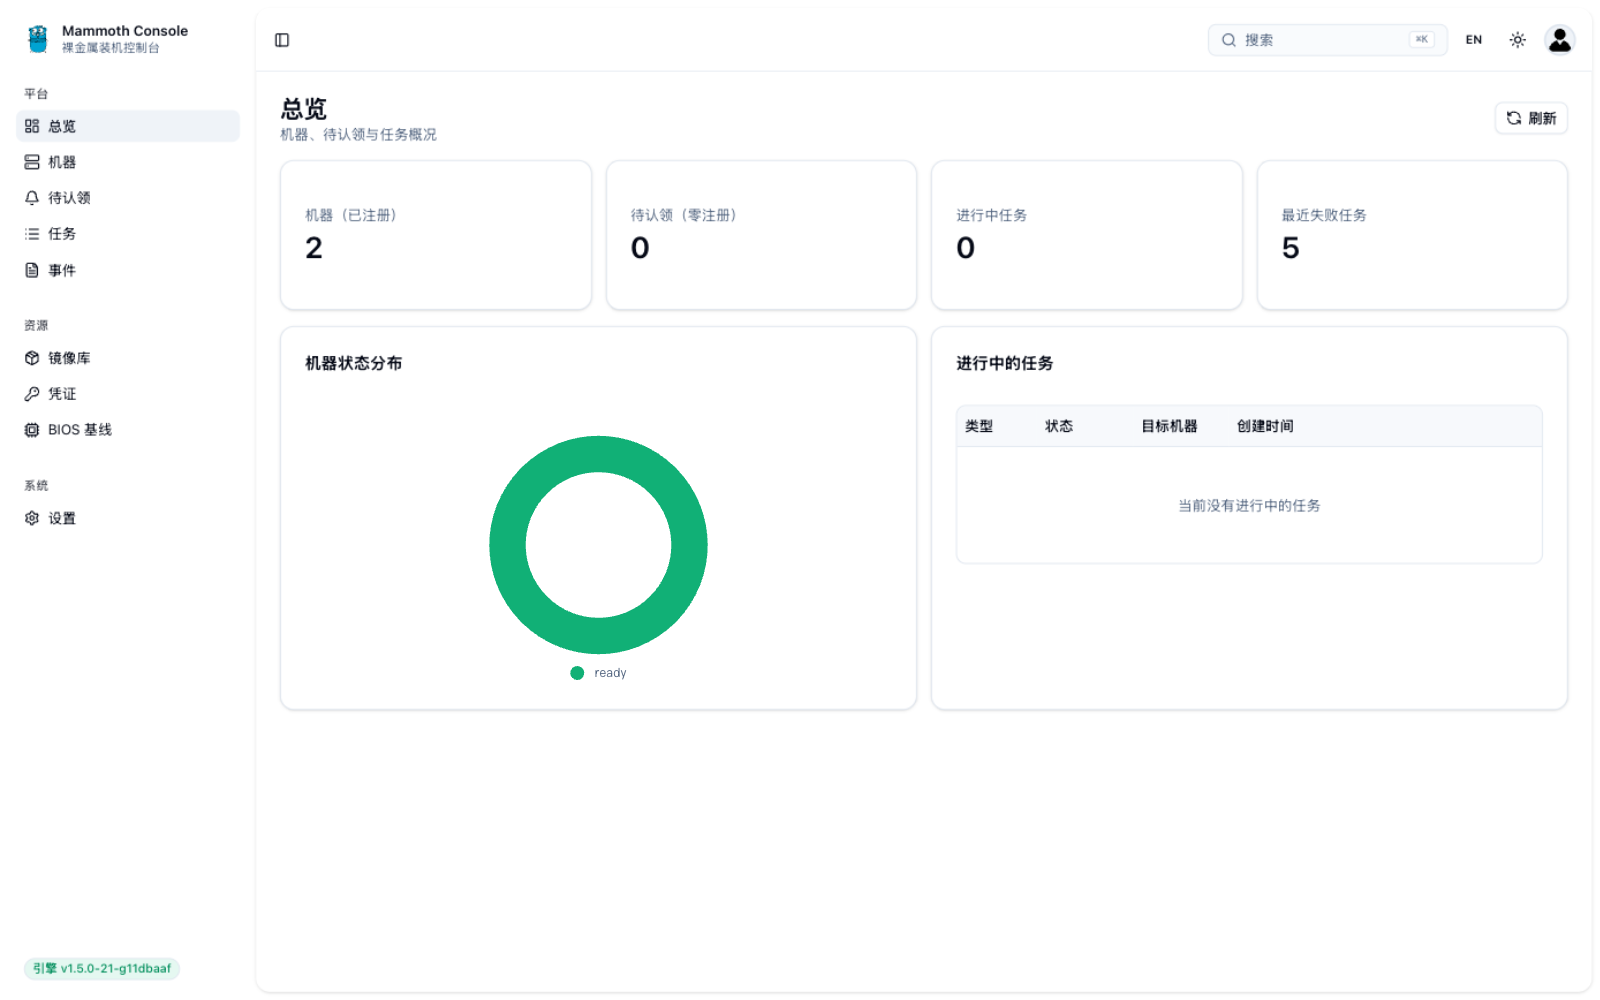 Mammoth Console
裸金属装机控制台
平台
总览
机器
待认领
任务
事件
资源
镜像库
凭证
BIOS 基线
系统
设置
引擎 v1.5.0-21-g11dbaaf
搜索
⌘K
EN
总览
机器、待认领与任务概况
刷新
机器（已注册）
2
待认领（零注册）
0
进行中任务
0
最近失败任务
5
机器状态分布
ready
进行中的任务
类型 状态 目标机器 创建时间
当前没有进行中的任务